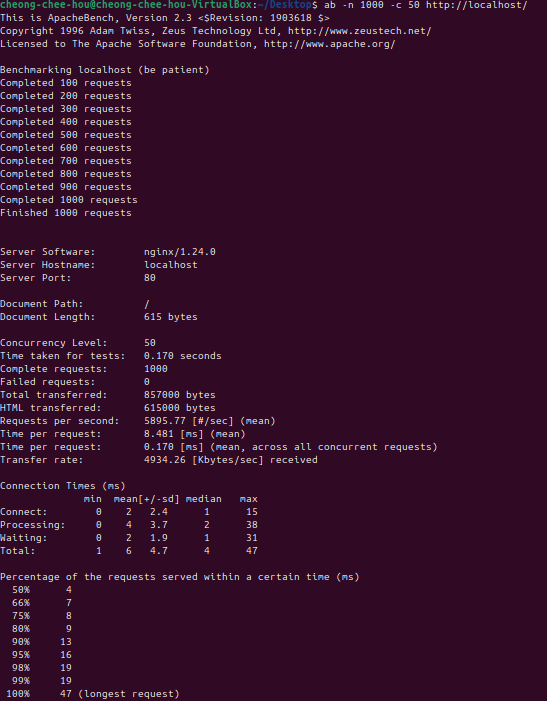 cheong-chee-hou@cheong-chee-hou-VirtualBox:~/Desktop$ ab -n 1000 -c 50 http://localhost/
This is ApacheBench, Version 2.3 <$Revision: 1903618 $>
Copyright 1996 Adam Twiss, Zeus Technology Ltd, http://www.zeustech.net/
Licensed to The Apache Software Foundation, http://www.apache.org/

Benchmarking localhost (be patient)
Completed 100 requests
Completed 200 requests
Completed 300 requests
Completed 400 requests
Completed 500 requests
Completed 600 requests
Completed 700 requests
Completed 800 requests
Completed 900 requests
Completed 1000 requests
Finished 1000 requests


Server Software:        nginx/1.24.0
Server Hostname:        localhost
Server Port:            80

Document Path:          /
Document Length:        615 bytes

Concurrency Level:      50
Time taken for tests:   0.170 seconds
Complete requests:      1000
Failed requests:        0
Total transferred:      857000 bytes
HTML transferred:       615000 bytes
Requests per second:    5895.77 [#/sec] (mean)
Time per request:       8.481 [ms] (mean)
Time per request:       0.170 [ms] (mean, across all concurrent requests)
Transfer rate:          4934.26 [Kbytes/sec] received

Connection Times (ms)
              min  mean[+/-sd] median   max
Connect:        0    2   2.4      1      15
Processing:     0    4   3.7      2      38
Waiting:        0    2   1.9      1      31
Total:          1    6   4.7      4      47

Percentage of the requests served within a certain time (ms)
  50%      4
  66%      7
  75%      8
  80%      9
  90%     13
  95%     16
  98%     19
  99%     19
 100%     47 (longest request)